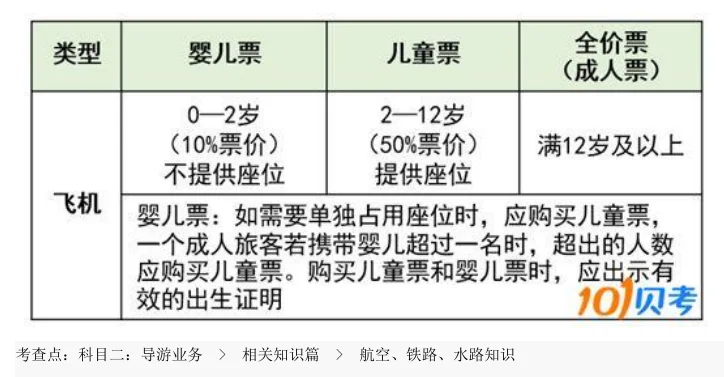 类型 婴儿票 儿童票 全价票
（成人票）
飞机
0—2岁
（10%票价）
不提供座位
2—12岁
（50%票价）
提供座位
满12岁及以上
婴儿票：如需要单独占用座位时，应购买儿童票，
一个成人旅客若携带婴儿超过一名时，超出的人数
应购买儿童票。购买儿童票和婴儿票时，应出示有
效的出生证明
101贝考
考查点：科目二：导游业务 > 相关知识篇 > 航空、铁路、水路知识